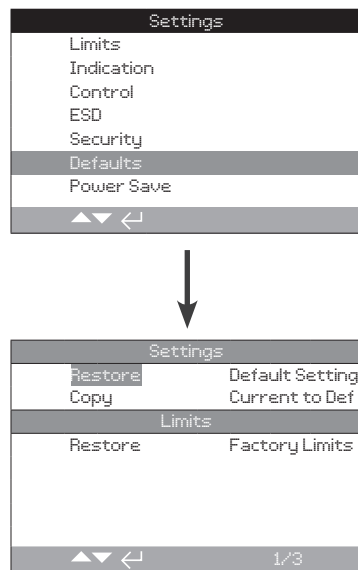 Settings
Limits
Indication
Control
ESD
Security
Defaults
Power Save
Settings
Restore Default Setting
Copy Current to Def
Limits
Restore Factory Limits
1/3